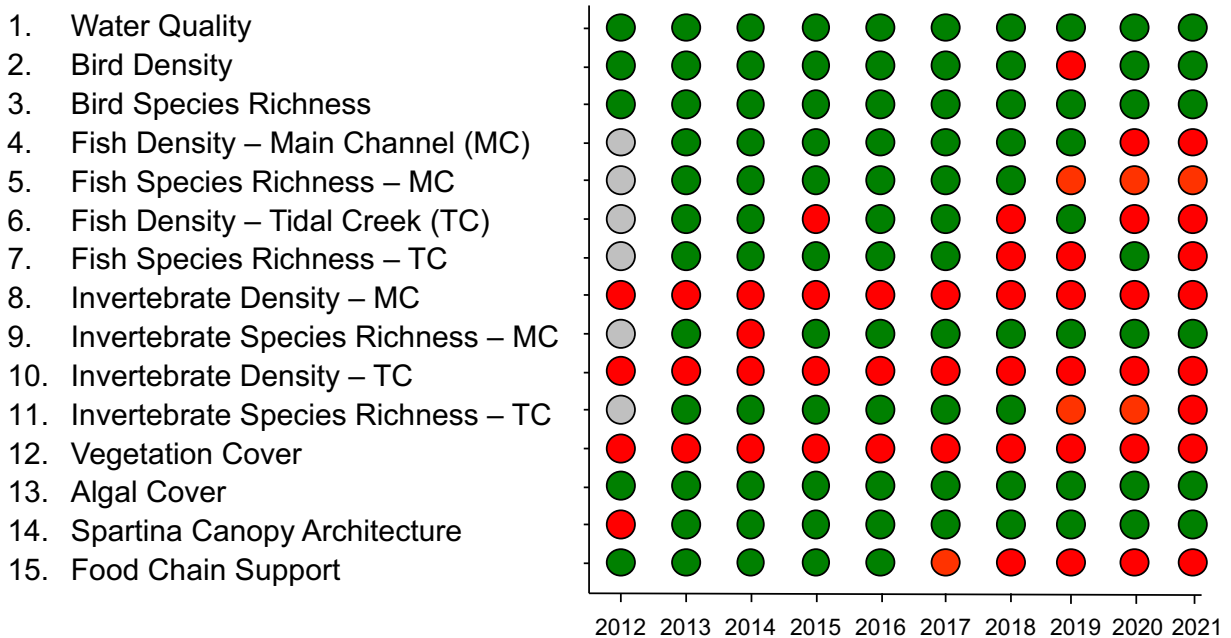 1. Water Quality
2. Bird Density
3. Bird Species Richness
4. Fish Density – Main Channel (MC)
5. Fish Species Richness – MC
6. Fish Density – Tidal Creek (TC)
7. Fish Species Richness – TC
8. Invertebrate Density – MC
9. Invertebrate Species Richness – MC
10. Invertebrate Density – TC
11. Invertebrate Species Richness – TC
12. Vegetation Cover
13. Algal Cover
14. Spartina Canopy Architecture
15. Food Chain Support
2012 2013 2014 2015 2016 2017 2018 2019 2020 2021